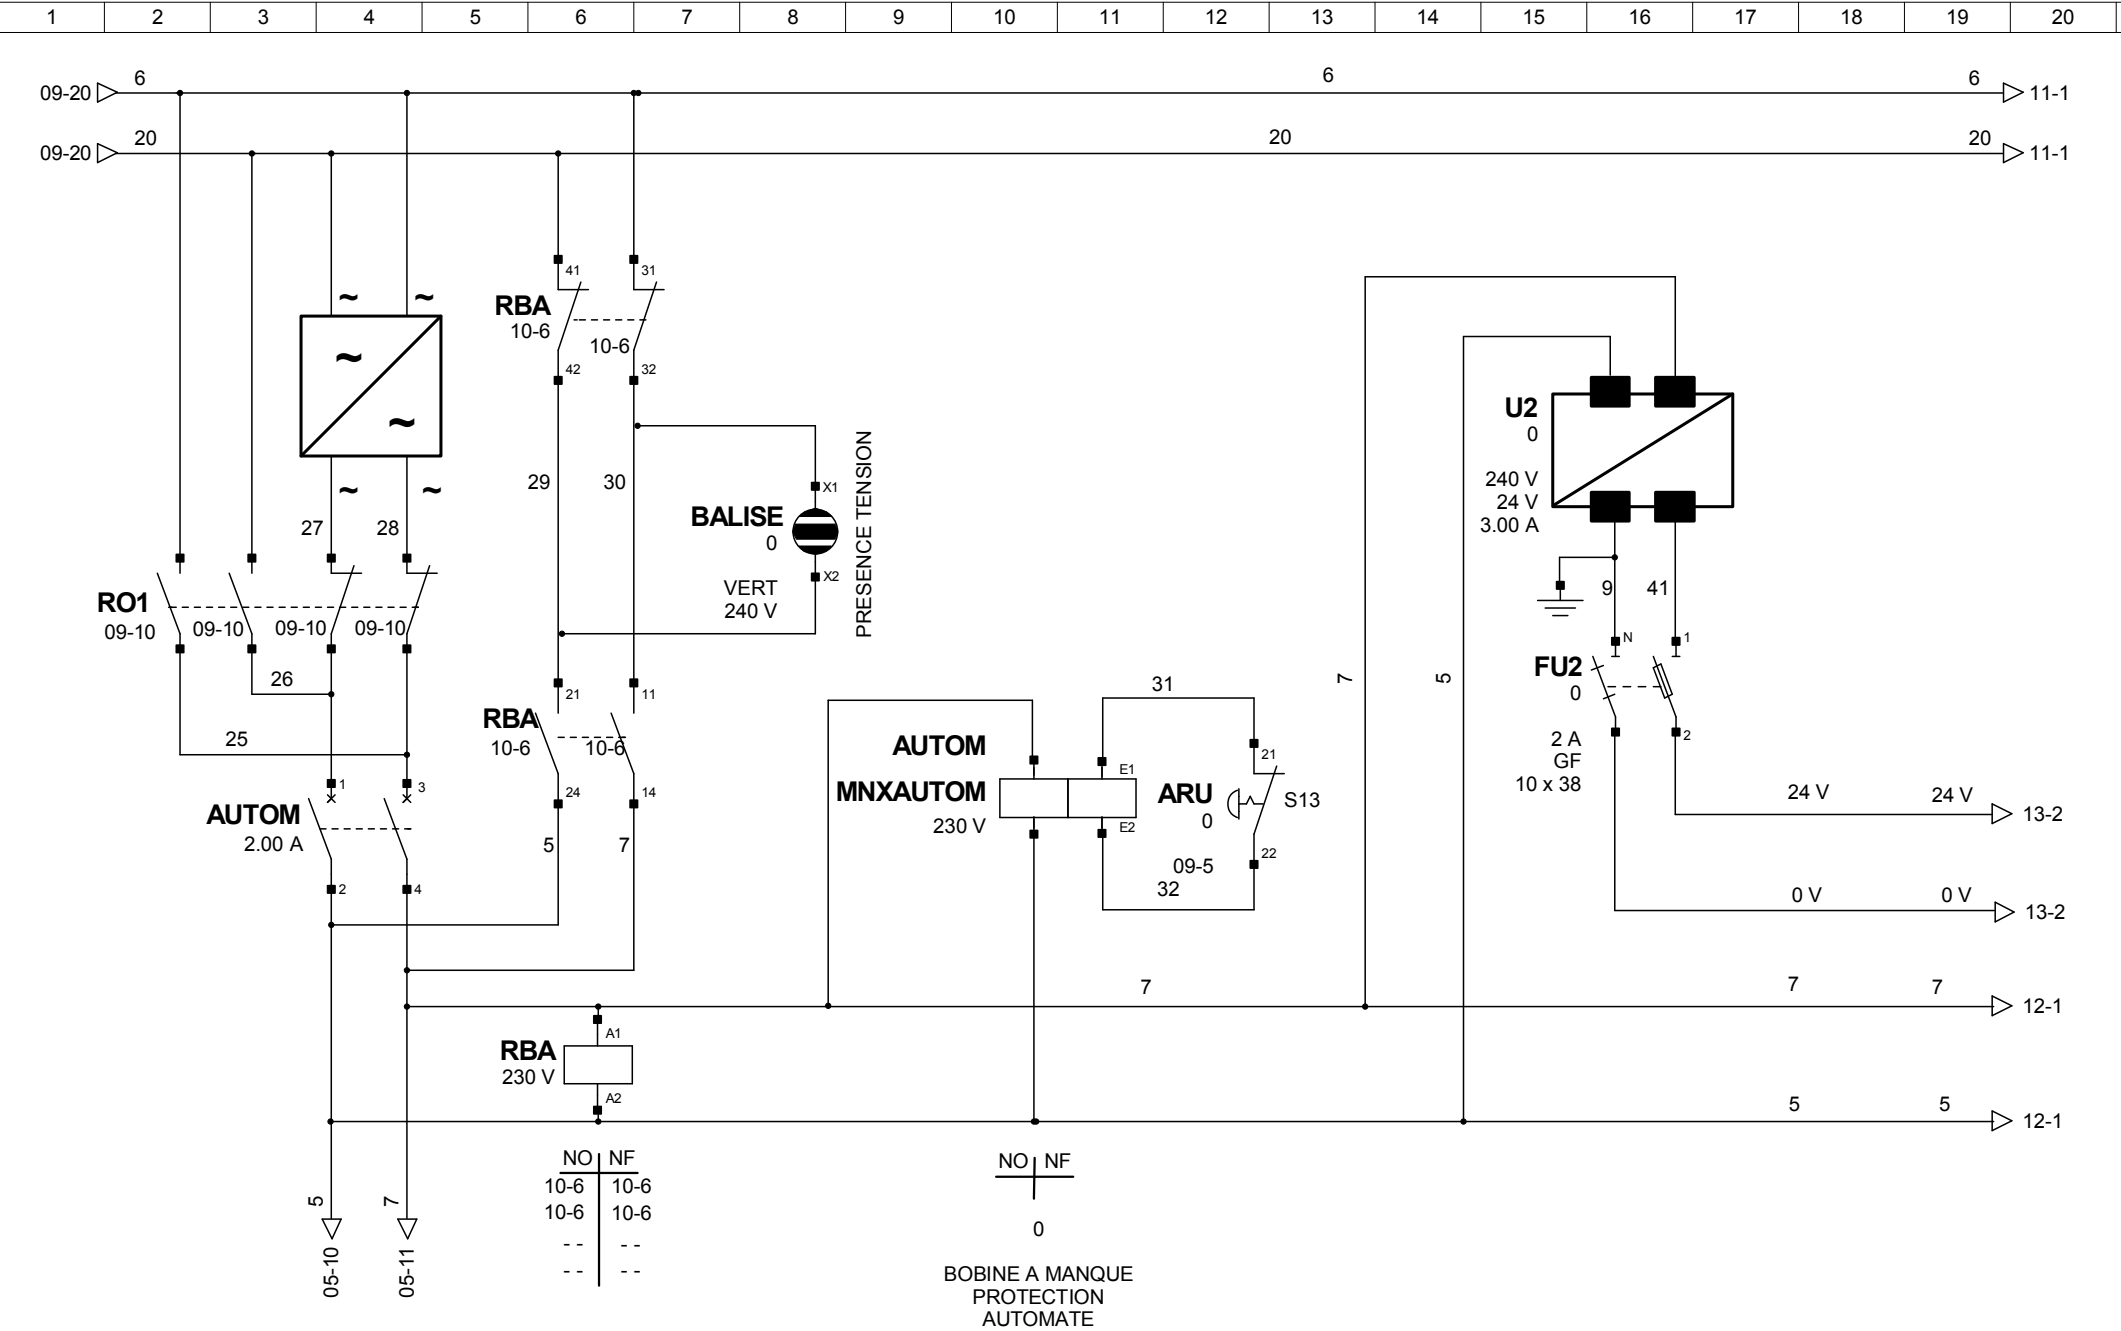 1 2 3 4 5 6 7 8 9 10 11 12 13 14 15 16 17 18 19 20
6 6 6
09-20 11-1
20 20 20
09-20 11-1
41 31
RBA
10-6
10-6
42 32
~ ~
~
~
~ ~
27 28
29 30
X1
BALISE
0
X2
VERT
240 V
PRESENCE TENSION
RO1
09-10 09-10 09-10 09-10
26
25
1 3
AUTOM
2.00 A
2 4
21 11
RBA
10-6 10-6
24 14
5 7
AUTOM
MNXAUTOM
230 V
E1
E2
31
21
ARU
0
S13
22
09-5
32
7
5
U2
0
240 V
24 V
3.00 A
9 41
N 1
FU2
0
2
2 A
GF
10 x 38
24 V 24 V
13-2
0 V 0 V
13-2
7 7 7
12-1
A1
RBA
230 V
A2
5 5
12-1
5 7
05-10 05-11
NO NF
10-6 10-6
10-6 10-6
- - - -
- - - -
NO NF
0
BOBINE A MANQUE
PROTECTION
AUTOMATE